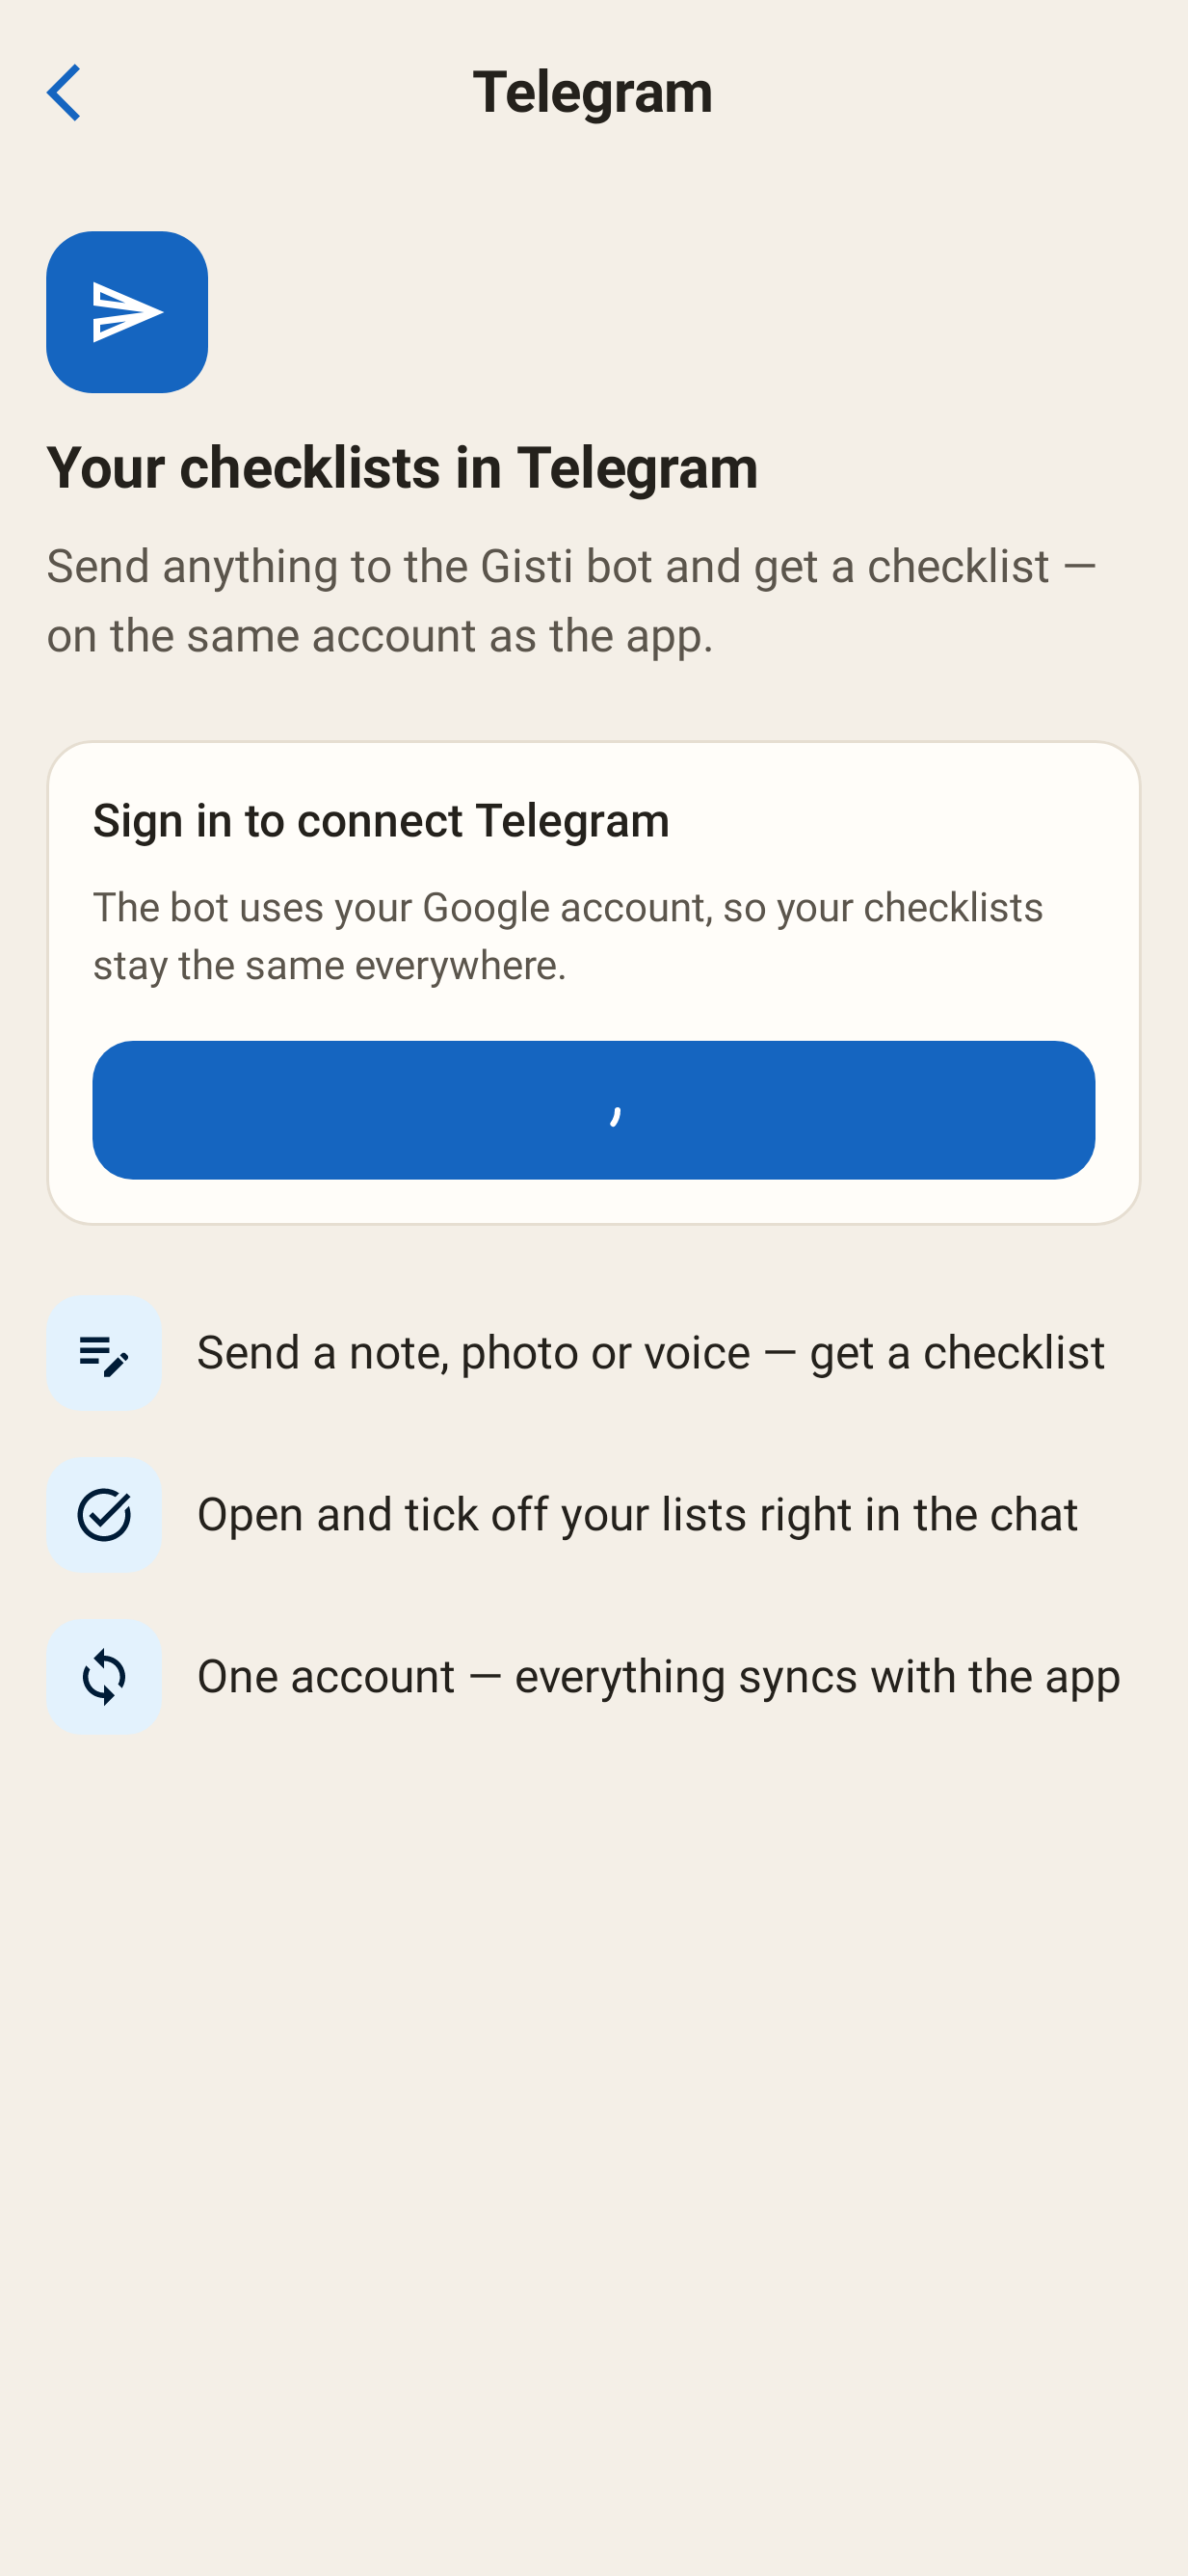 Telegram
Your checklists in Telegram
Send anything to the Gisti bot and get a checklist —
on the same account as the app.
Sign in to connect Telegram
The bot uses your Google account, so your checklists
stay the same everywhere.
Send a note, photo or voice — get a checklist
Open and tick off your lists right in the chat
One account — everything syncs with the app